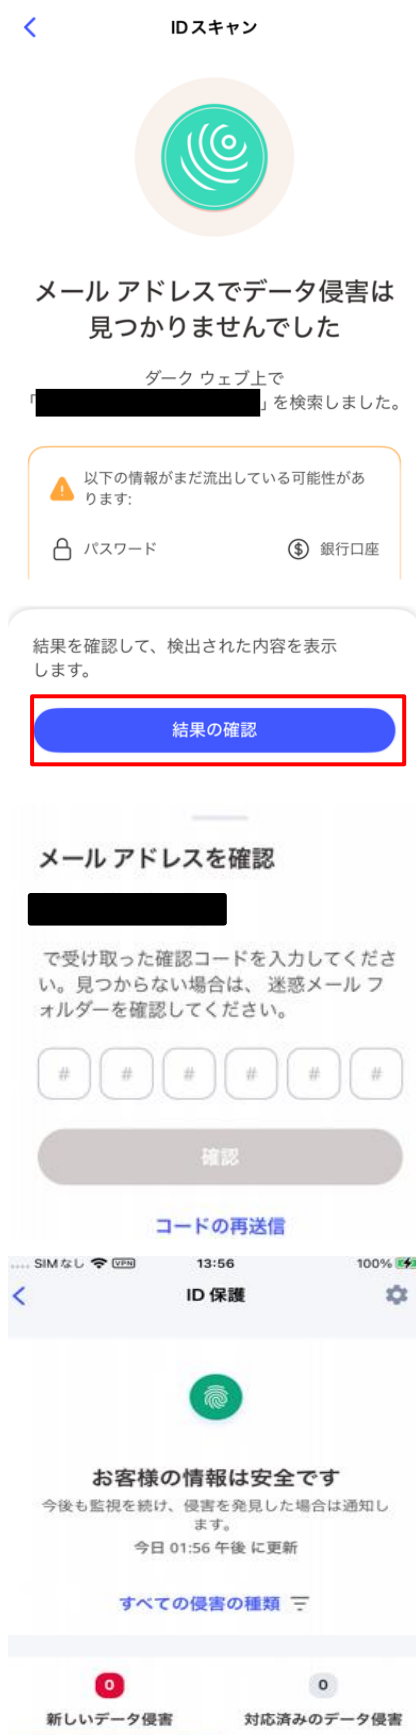 IDスキャン
メール アドレスでデータ侵害は
見つかりませんでした
ダーク ウェブ上で
「 」を検索しました。
以下の情報がまだ流出している可能性があ
ります:
パスワード
銀行口座
結果を確認して、検出された内容を表示
します。
結果の確認
メール アドレスを確認
で受け取った確認コードを入力してくださ
い。見つからない場合は、 迷惑メール フ
ォルダーを確認してください。
# # # # # #
確認
コードの再送信
.... SIMなし VPN 13:56 100%
ID 保護
お客様の情報は安全です
今後も監視を続け、侵害を発見した場合は通知し
ます。
今日 01:56 午後 に更新
すべての侵害の種類
0 0
新しいデータ侵害 対応済みのデータ侵害